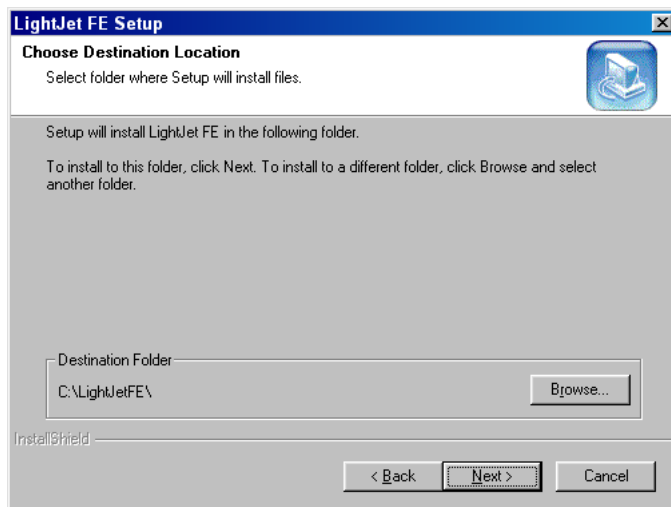 LightJet FE Setup
Choose Destination Location
Select folder where Setup will install files.
Setup will install LightJet FE in the following folder.
To install to this folder, click Next. To install to a different folder, click Browse and select
another folder.
Destination Folder
C:\LightJetFE\
Browse...
InstallShield
< Back
Next >
Cancel